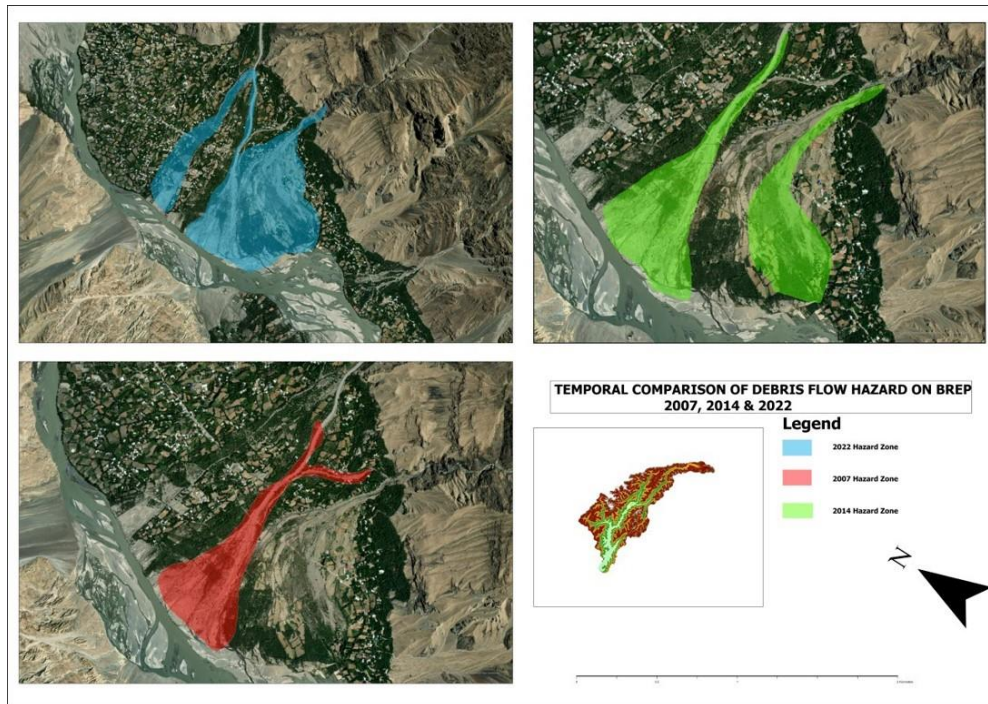 TEMPORAL COMPARISON OF DEBRIS FLOW HAZARD ON BREP
2007, 2014 & 2022
Legend
2022 Hazard Zone
2007 Hazard Zone
2014 Hazard Zone
N